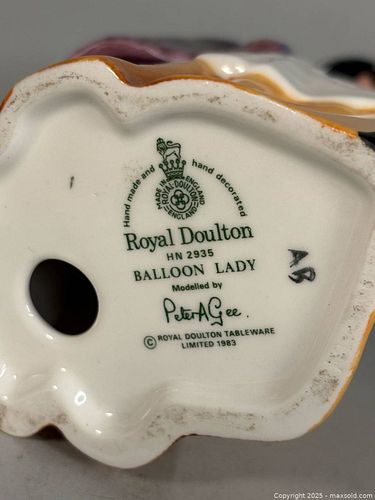 Hand made and hand decorated
MADE IN ENGLAND
ROYAL·DOULTON
ENGLAND
Royal Doulton
HN 2935
BALLOON LADY
Modelled by
Peter A Gee.
© ROYAL DOULTON TABLEWARE
LIMITED 1983
AB
Copyright 2025 - maxsold.com